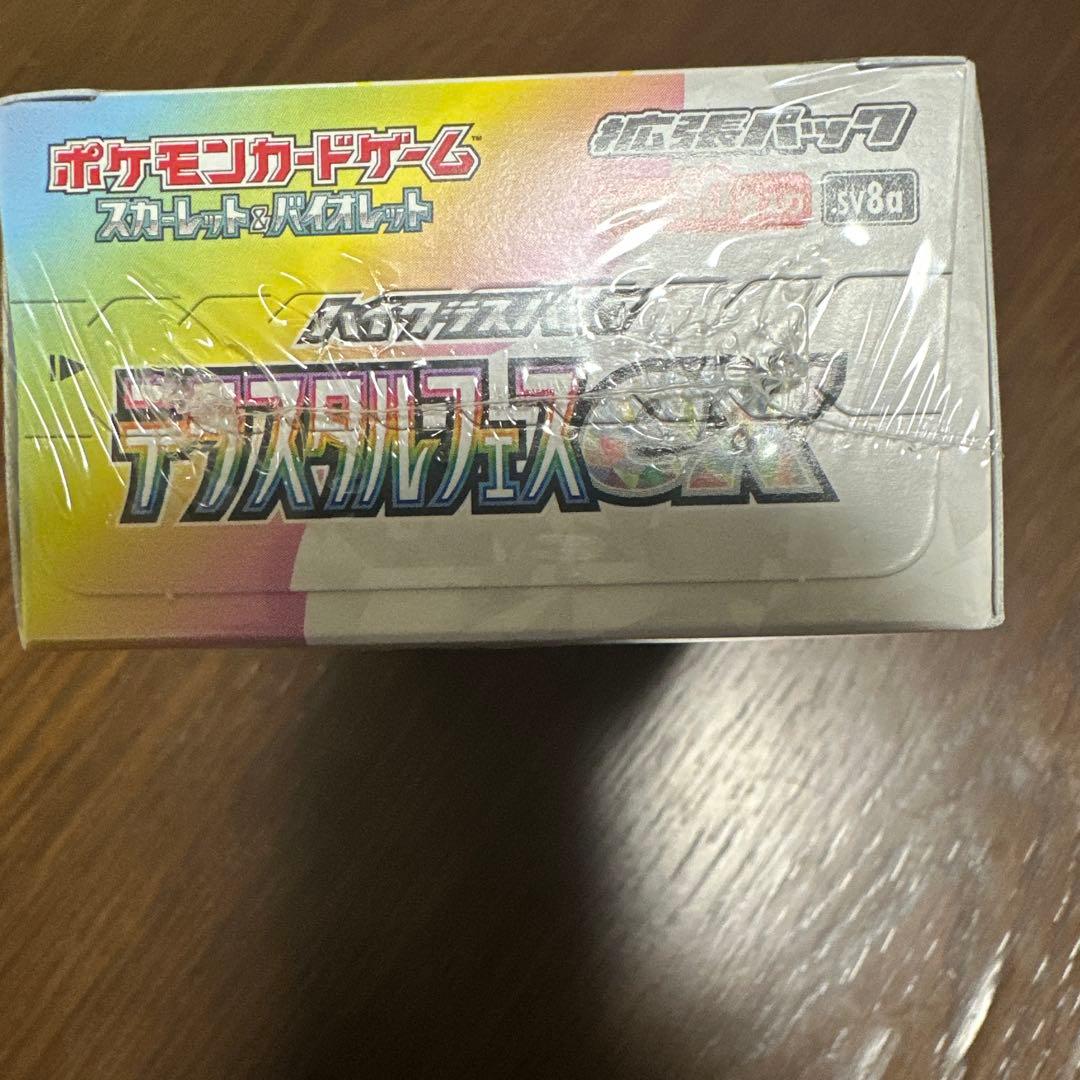 ポケモンカードゲーム™
スカーレット&バイオレット
拡張パック
sv8a
ハイクラスパック
テラスタルフェスex